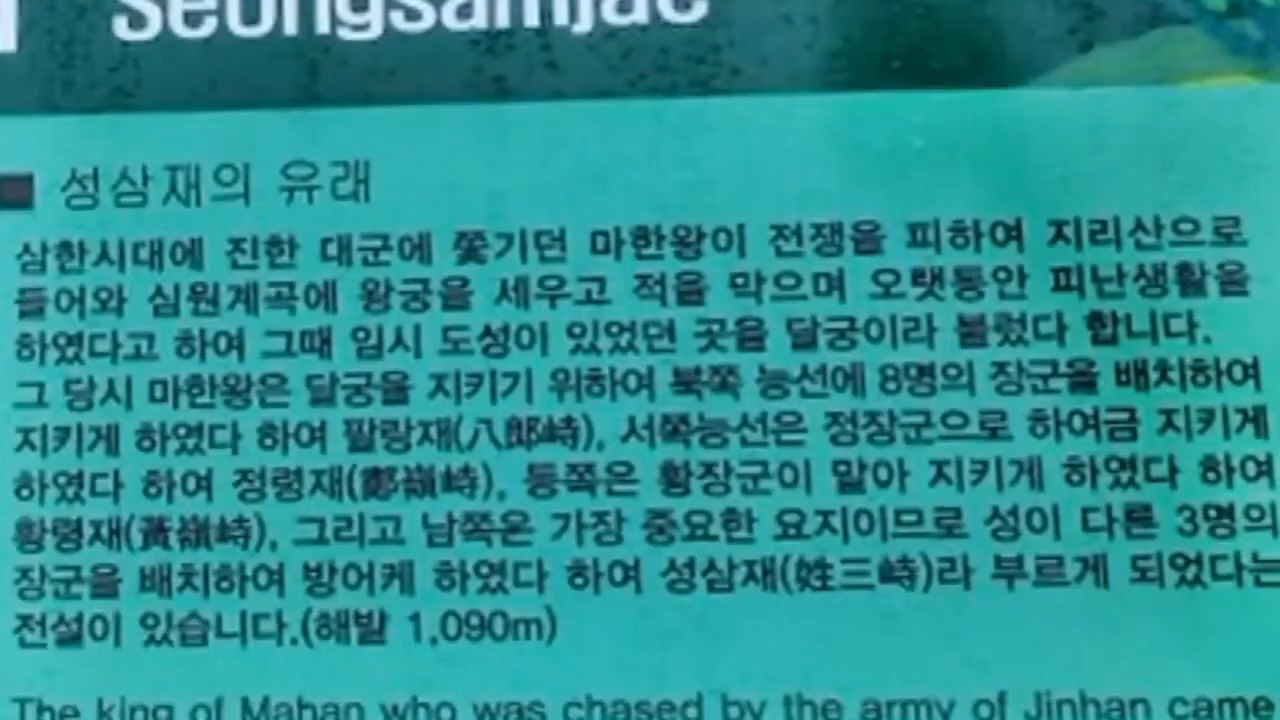 Seongsamjae
■ 성삼재의 유래
삼한시대에 진한 대군에 쫓기던 마한왕이 전쟁을 피하여 지리산으로
들어와 심원계곡에 왕궁을 세우고 적을 막으며 오랫동안 피난생활을
하였다고 하여 그때 임시 도성이 있었던 곳을 달궁이라 불렀다 합니다.
그 당시 마한왕은 달궁을 지키기 위하여 북쪽 능선에 8명의 장군을 배치하여
지키게 하였다 하여 팔랑재(八郎峙), 서쪽능선은 정장군으로 하여금 지키게
하였다 하여 정령재(鄭嶺峙), 동쪽은 황장군이 맡아 지키게 하였다 하여
황령재(黃嶺峙), 그리고 남쪽은 가장 중요한 요지이므로 성이 다른 3명의
장군을 배치하여 방어케 하였다 하여 성삼재(姓三峙)라 부르게 되었다는
전설이 있습니다.(해발 1,090m)
The king of Mahan who was chased by the army of Jinhan came